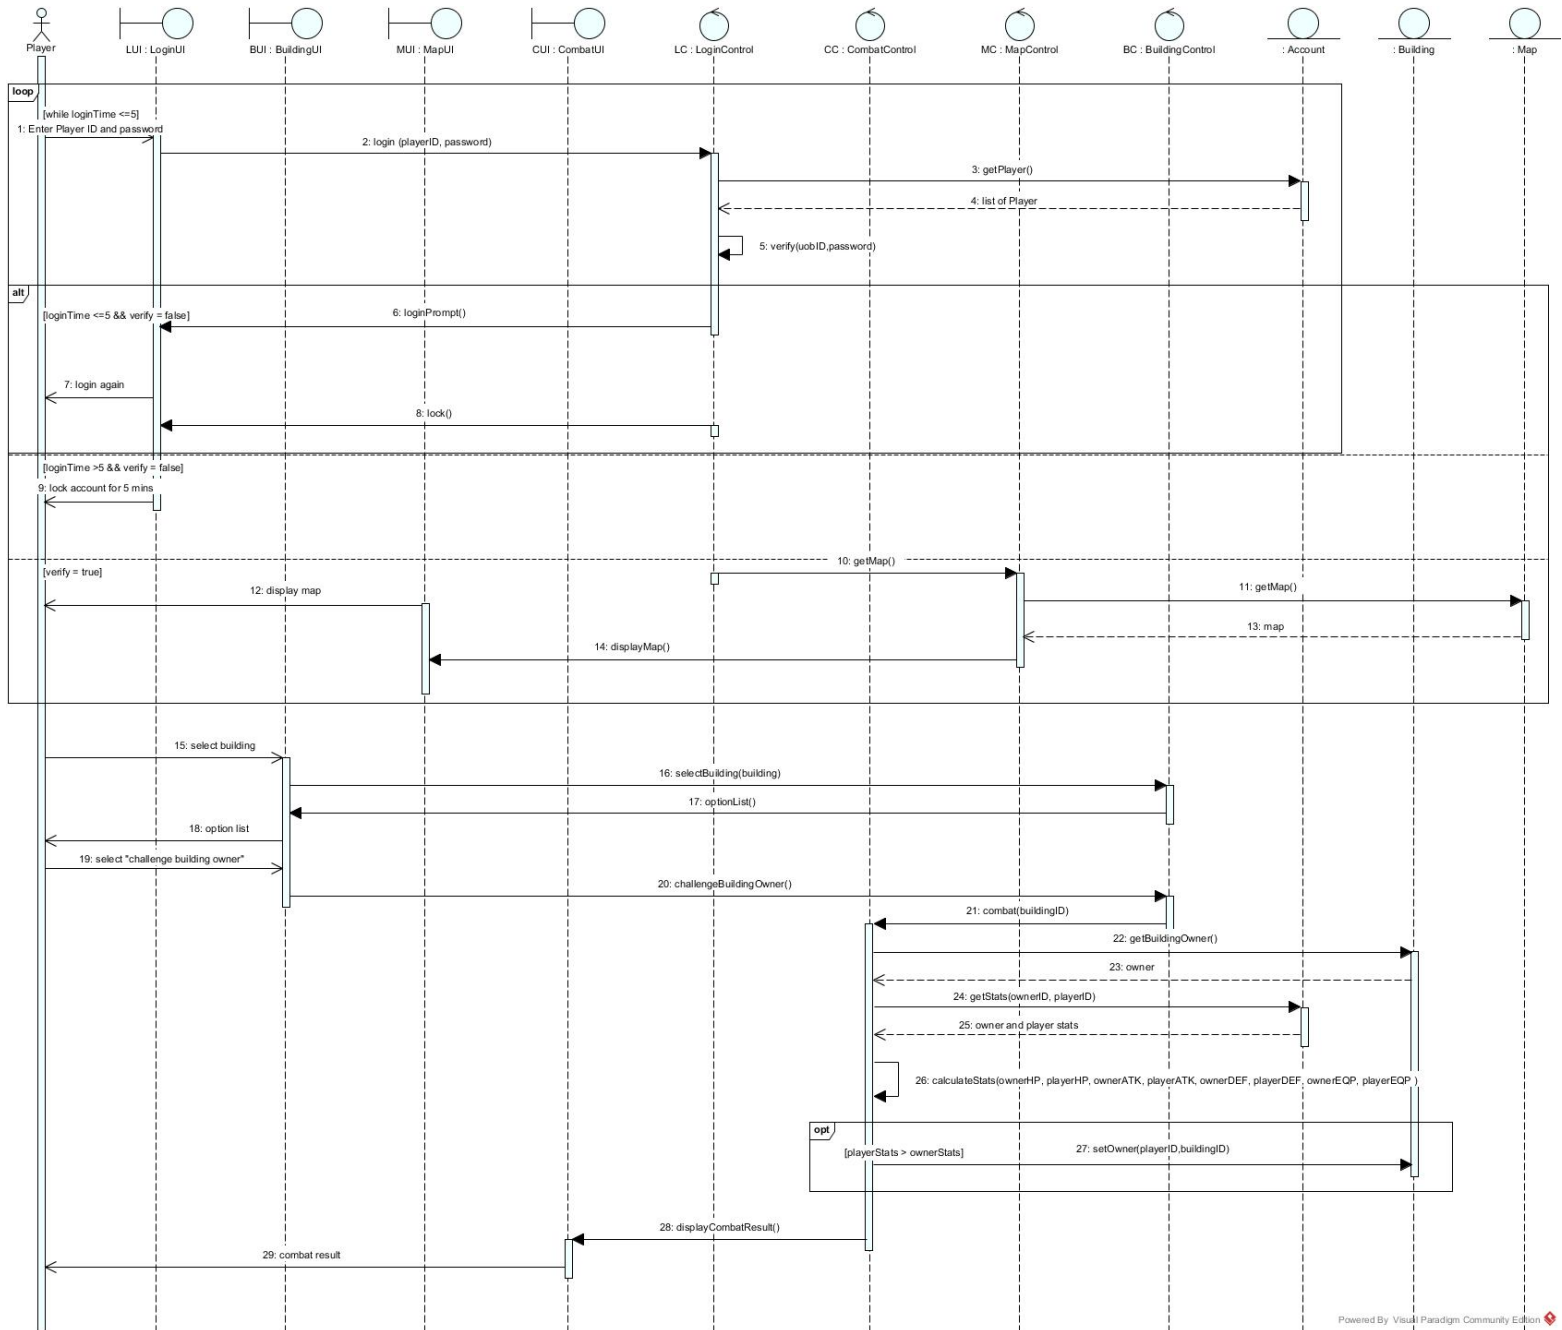 Player
LUI : LoginUI
BUI : BuildingUI
MUI : MapUI
CUI : CombatUI
LC : LoginControl
CC : CombatControl
MC : MapControl
BC : BuildingControl
: Account
: Building
: Map
loop
[while loginTime <=5]
1: Enter Player ID and password
2: login (playerID, password)
3: getPlayer()
4: list of Player
5: verify(uobID,password)
alt
[loginTime <=5 && verify = false]
6: loginPrompt()
7: login again
8: lock()
[loginTime >5 && verify = false]
9: lock account for 5 mins
10: getMap()
[verify = true]
11: getMap()
12: display map
13: map
14: displayMap()
15: select building
16: selectBuilding(building)
17: optionList()
18: option list
19: select "challenge building owner"
20: challengeBuildingOwner()
21: combat(buildingID)
22: getBuildingOwner()
23: owner
24: getStats(ownerID, playerID)
25: owner and player stats
26: calculateStats(ownerHP, playerHP, ownerATK, playerATK, ownerDEF, playerDEF, ownerEQP, playerEQP )
opt
[playerStats > ownerStats]
27: setOwner(playerID,buildingID)
28: displayCombatResult()
29: combat result
Powered By Visual Paradigm Community Edition